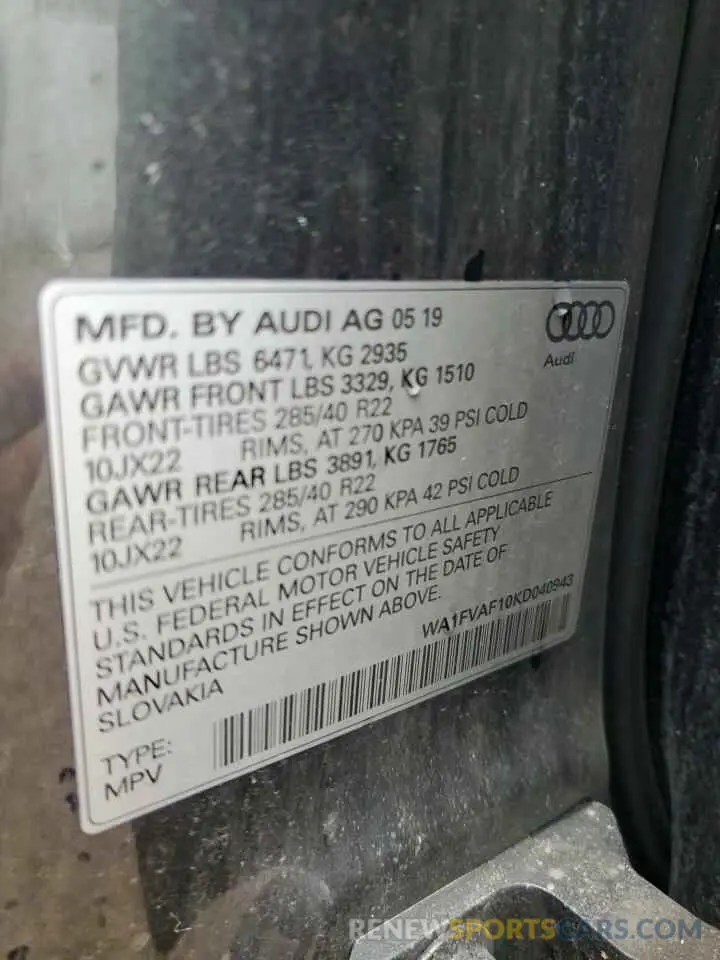 MFD. BY AUDI AG 05 19
Audi
GVWR LBS 6471, KG 2935
GAWR FRONT LBS 3329, KG 1510
FRONT-TIRES 285/40 R22
10JX22 RIMS, AT 270 KPA 39 PSI COLD
GAWR REAR LBS 3891, KG 1765
REAR-TIRES 285/40 R22
10JX22 RIMS, AT 290 KPA 42 PSI COLD
THIS VEHICLE CONFORMS TO ALL APPLICABLE
U.S. FEDERAL MOTOR VEHICLE SAFETY
STANDARDS IN EFFECT ON THE DATE OF
MANUFACTURE SHOWN ABOVE.
SLOVAKIA
WA1FVAF10KD040943
TYPE:
MPV
RENEWSPORTSCARS.COM